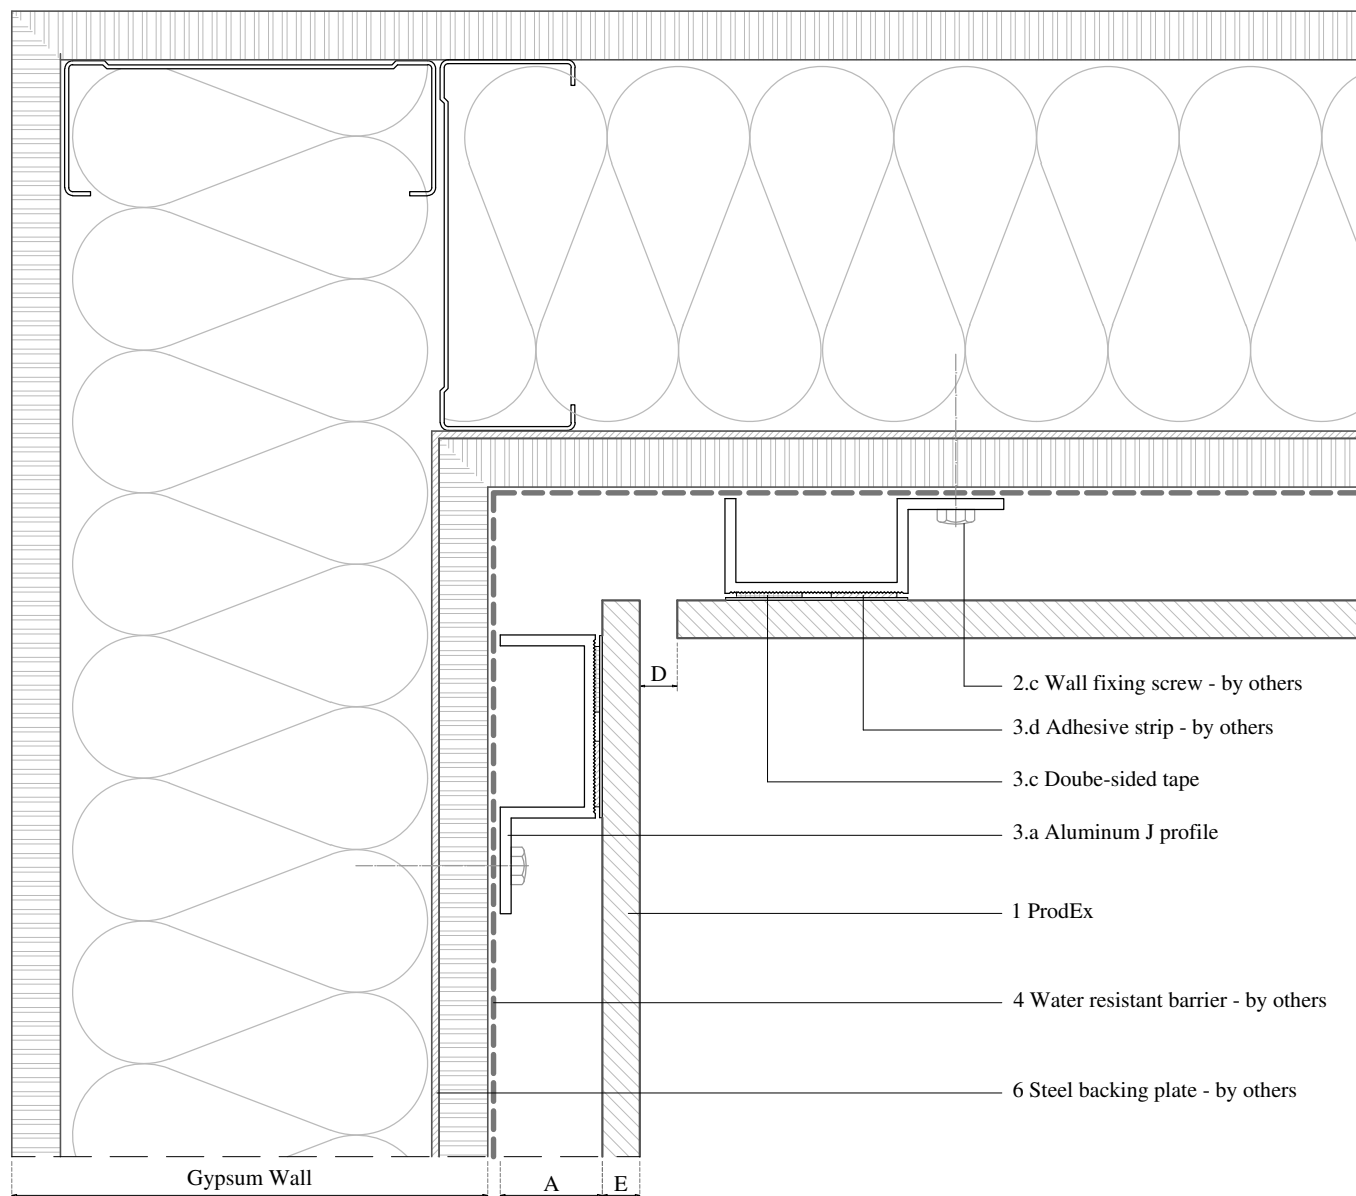 D
2.c Wall fixing screw - by others
3.d Adhesive strip - by others
3.c Doube-sided tape
3.a Aluminum J profile
1 ProdEx
4 Water resistant barrier - by others
6 Steel backing plate - by others
Gypsum Wall
A
E